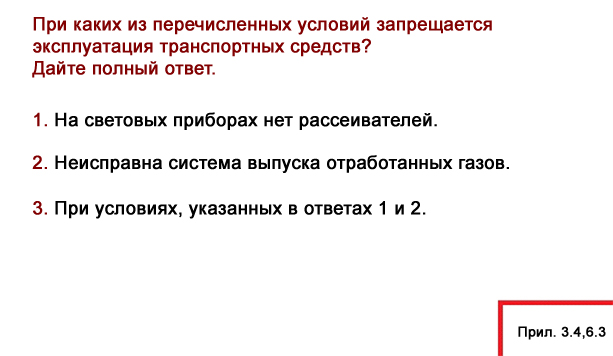 При каких из перечисленных условий запрещается
эксплуатация транспортных средств?
Дайте полный ответ.
1. На световых приборах нет рассеивателей.
2. Неисправна система выпуска отработанных газов.
3. При условиях, указанных в ответах 1 и 2.
Прил. 3.4,6.3